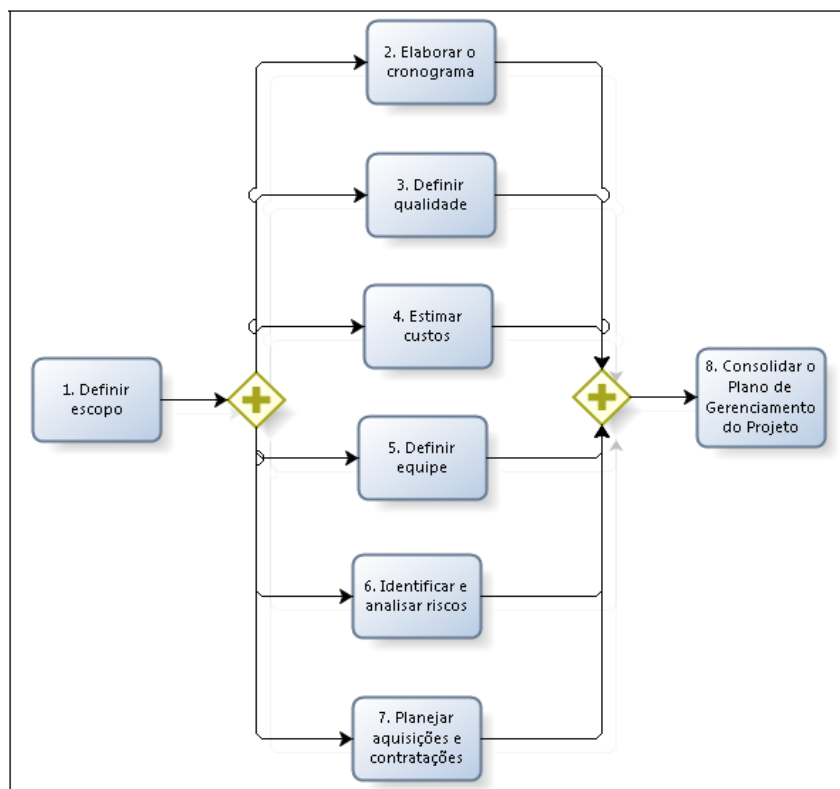 2. Elaborar o
cronograma
3. Definir
qualidade
4. Estimar
custos
1. Definir
escopo
8. Consolidar o
Plano de
Gerenciamento
do Projeto
5. Definir
equipe
6. Identificar e
analisar riscos
7. Planejar
aquisições e
contratações